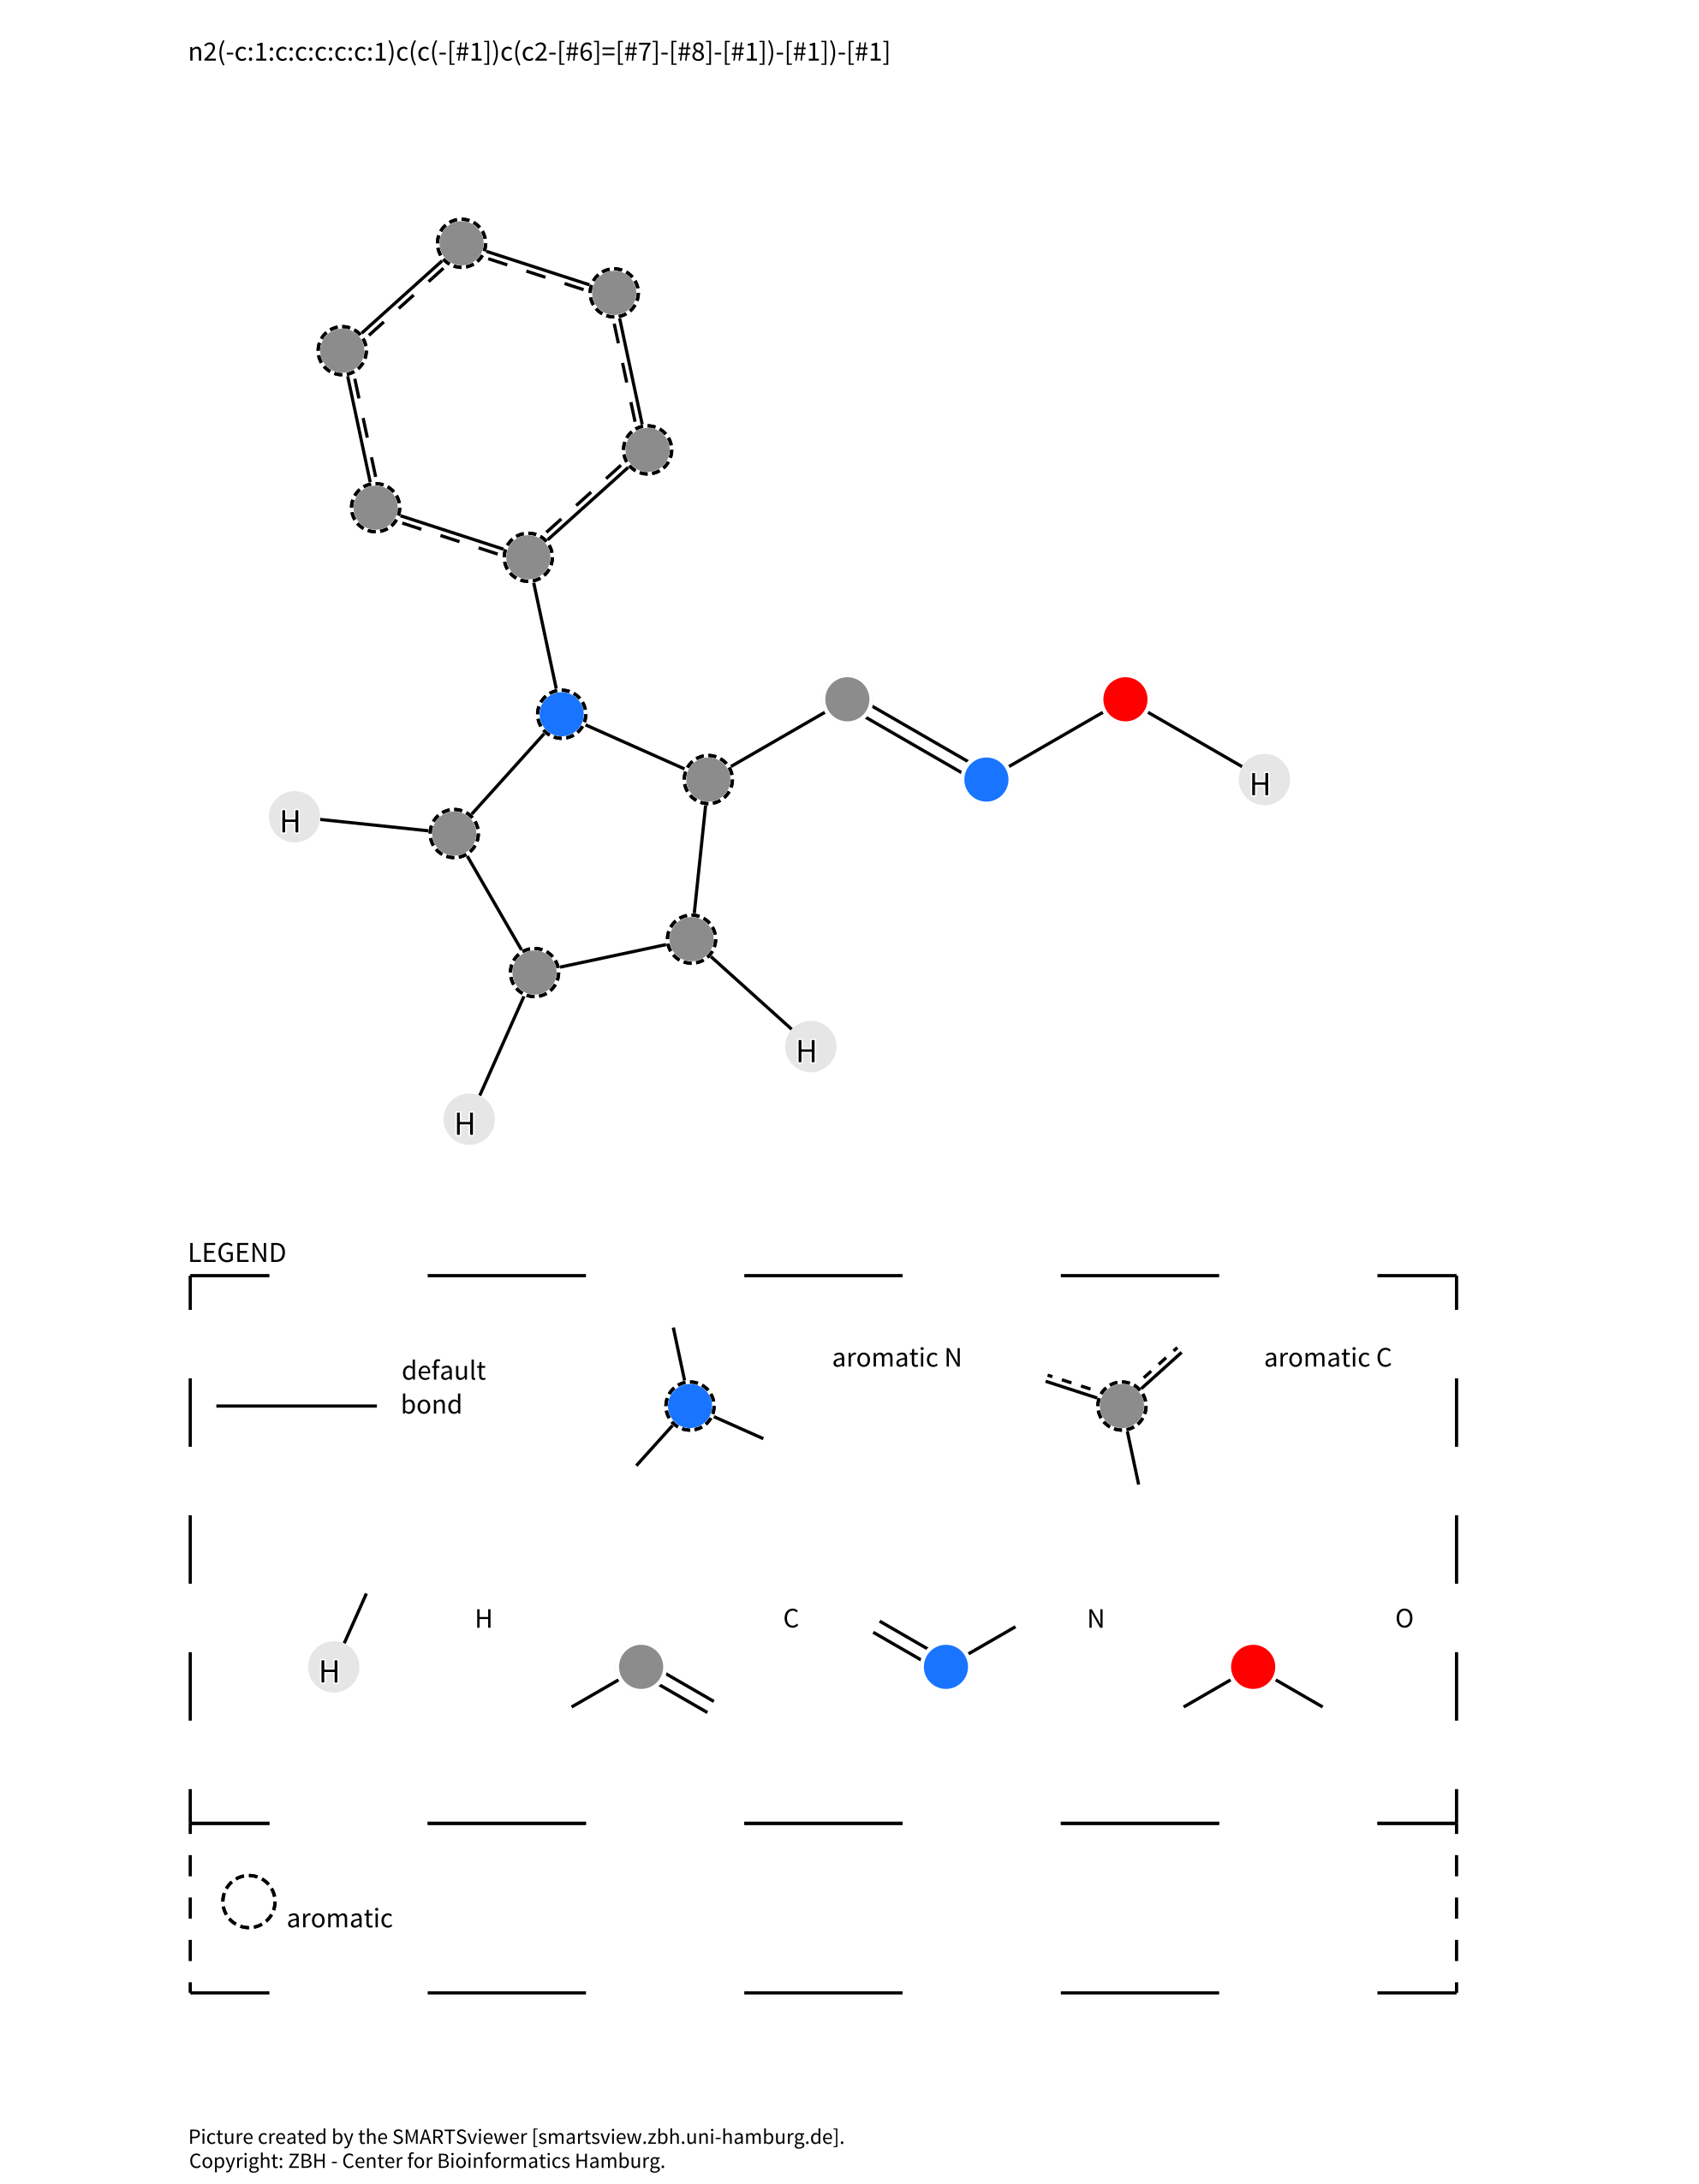 n2(-c:1:c:c:c:c:c:1)c(c(-[#1])c(c2-[#6]=[#7]-[#8]-[#1])-[#1])-[#1]
H
H
H
H
LEGEND
default
bond
aromatic N
aromatic C
H
H
C
N
O
aromatic
Picture created by the SMARTSviewer [smartsview.zbh.uni-hamburg.de].
Copyright: ZBH - Center for Bioinformatics Hamburg.